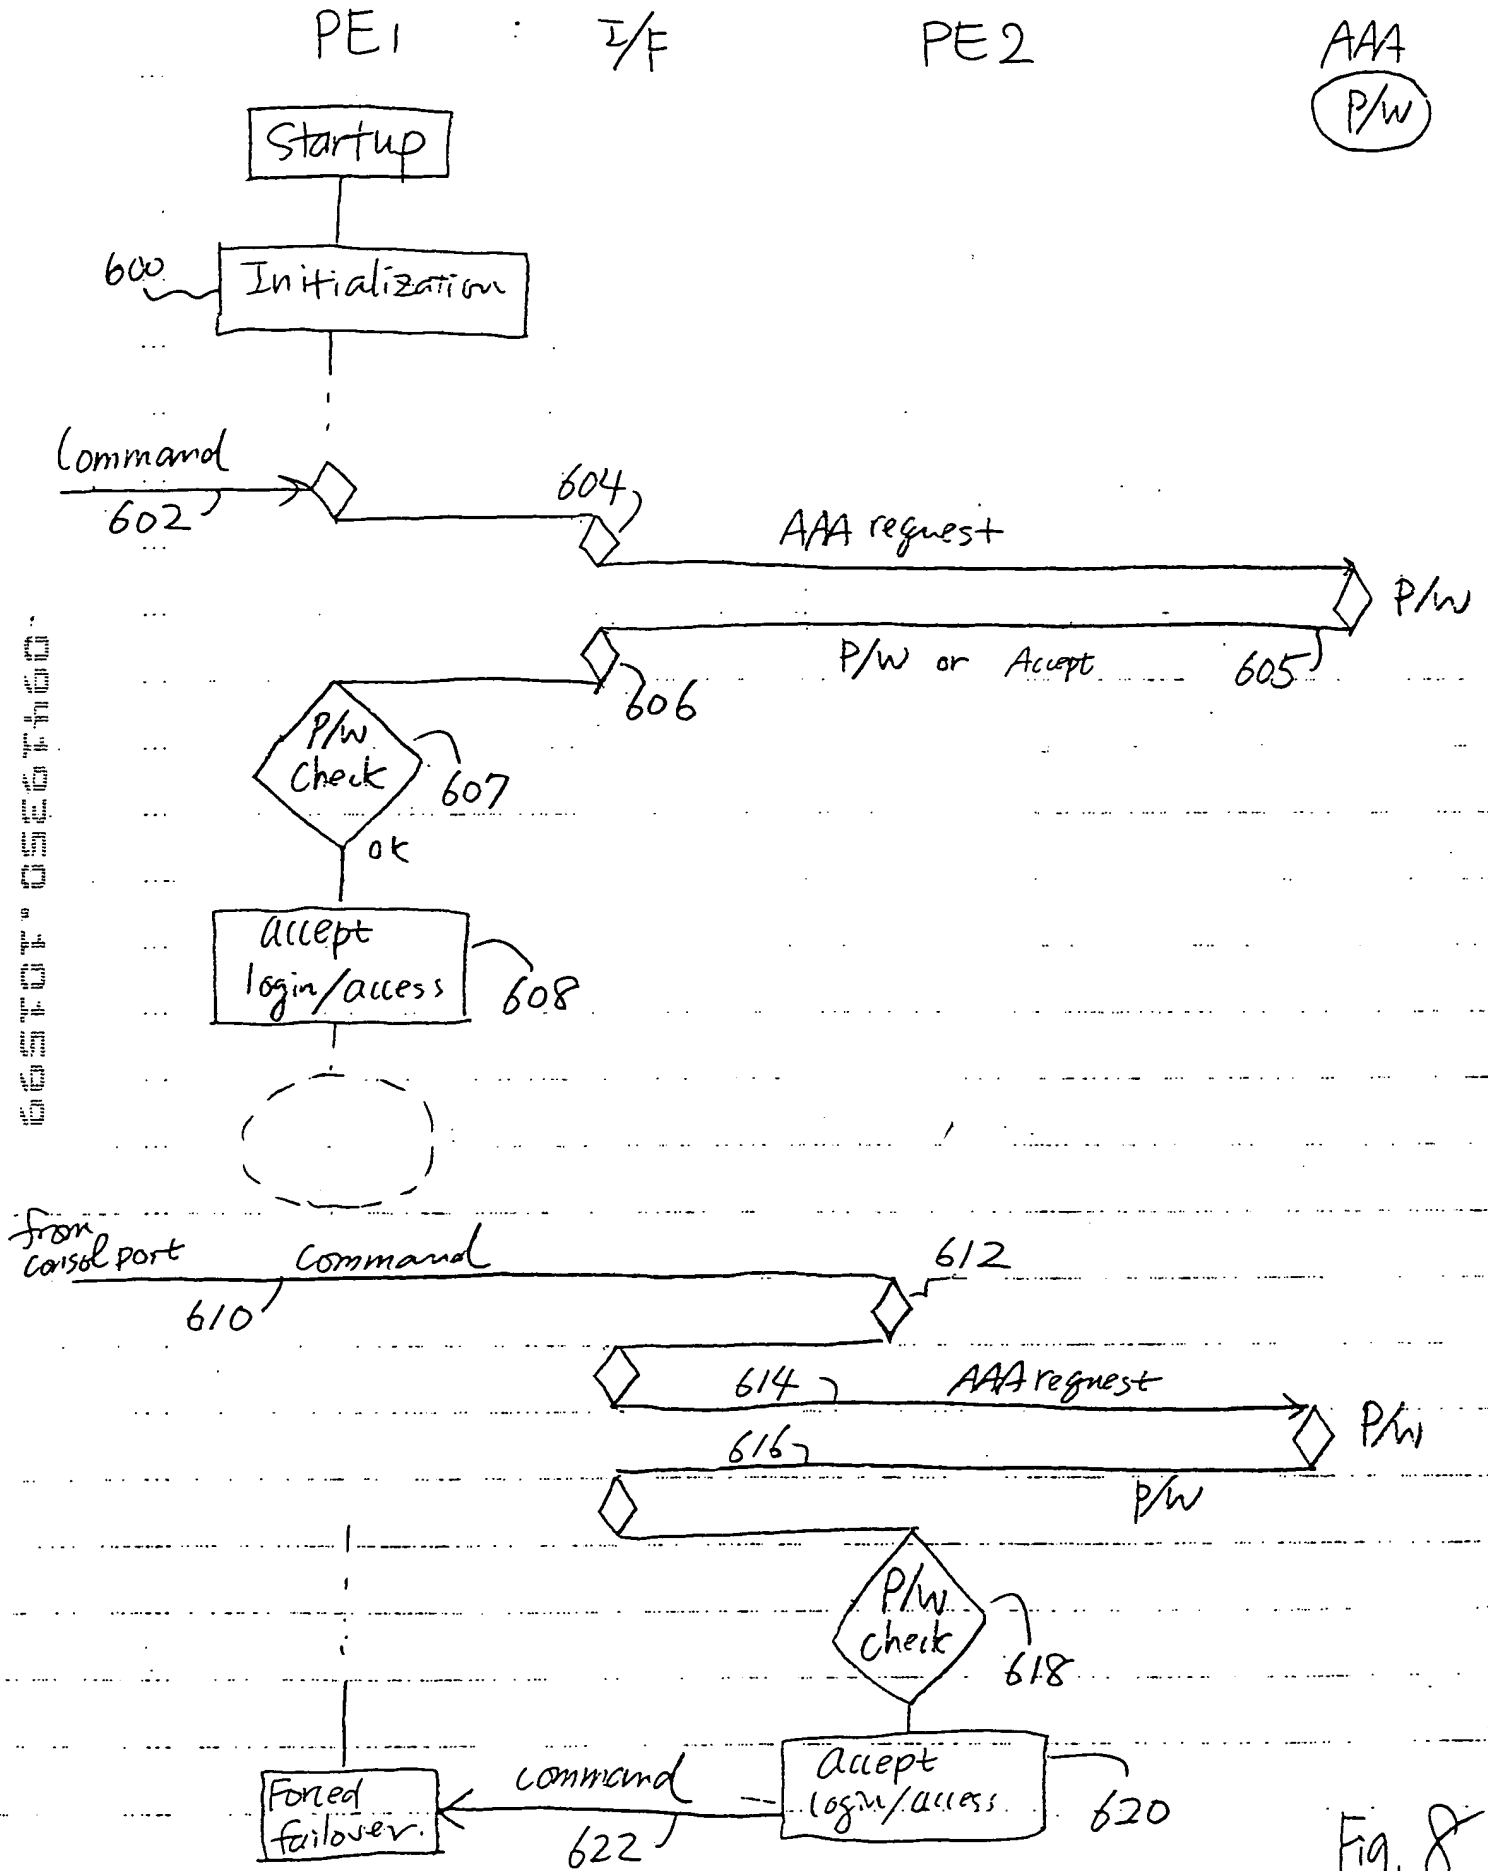 PE1 : I/F PE2 AAA
P/W
Startup
600
Initialization
Command
602
604
AAA request
P/W
P/W or Accept
605
606
P/W
check
607
ok
accept
login/access
608
from
consol port
command
610
612
614
AAA request
P/W
616
P/W
P/W
check
618
accept
login/access
620
command
622
Forced
failover.
Fig. 8